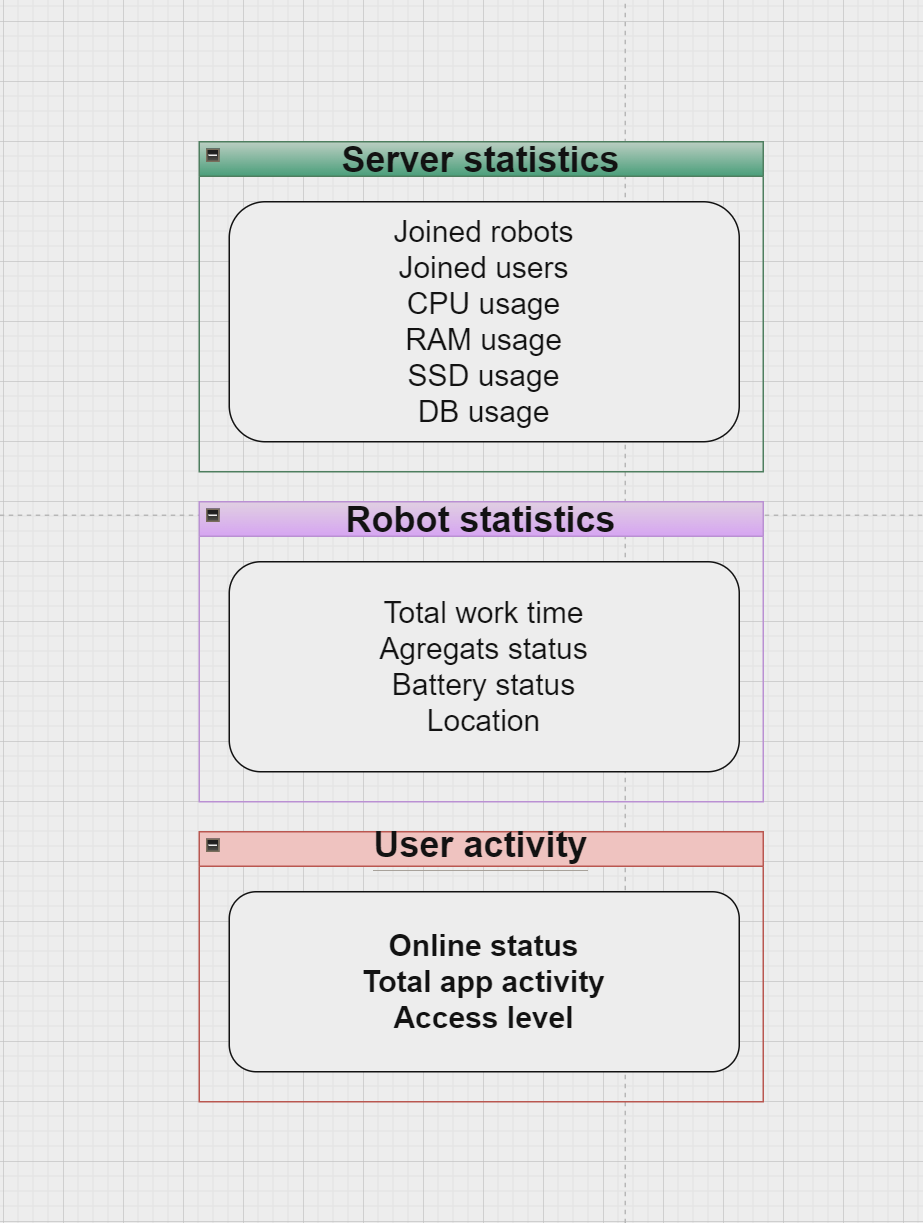 Server statistics
Joined robots
Joined users
CPU usage
RAM usage
SSD usage
DB usage
Robot statistics
Total work time
Agregats status
Battery status
Location
User activity
Online status
Total app activity
Access level